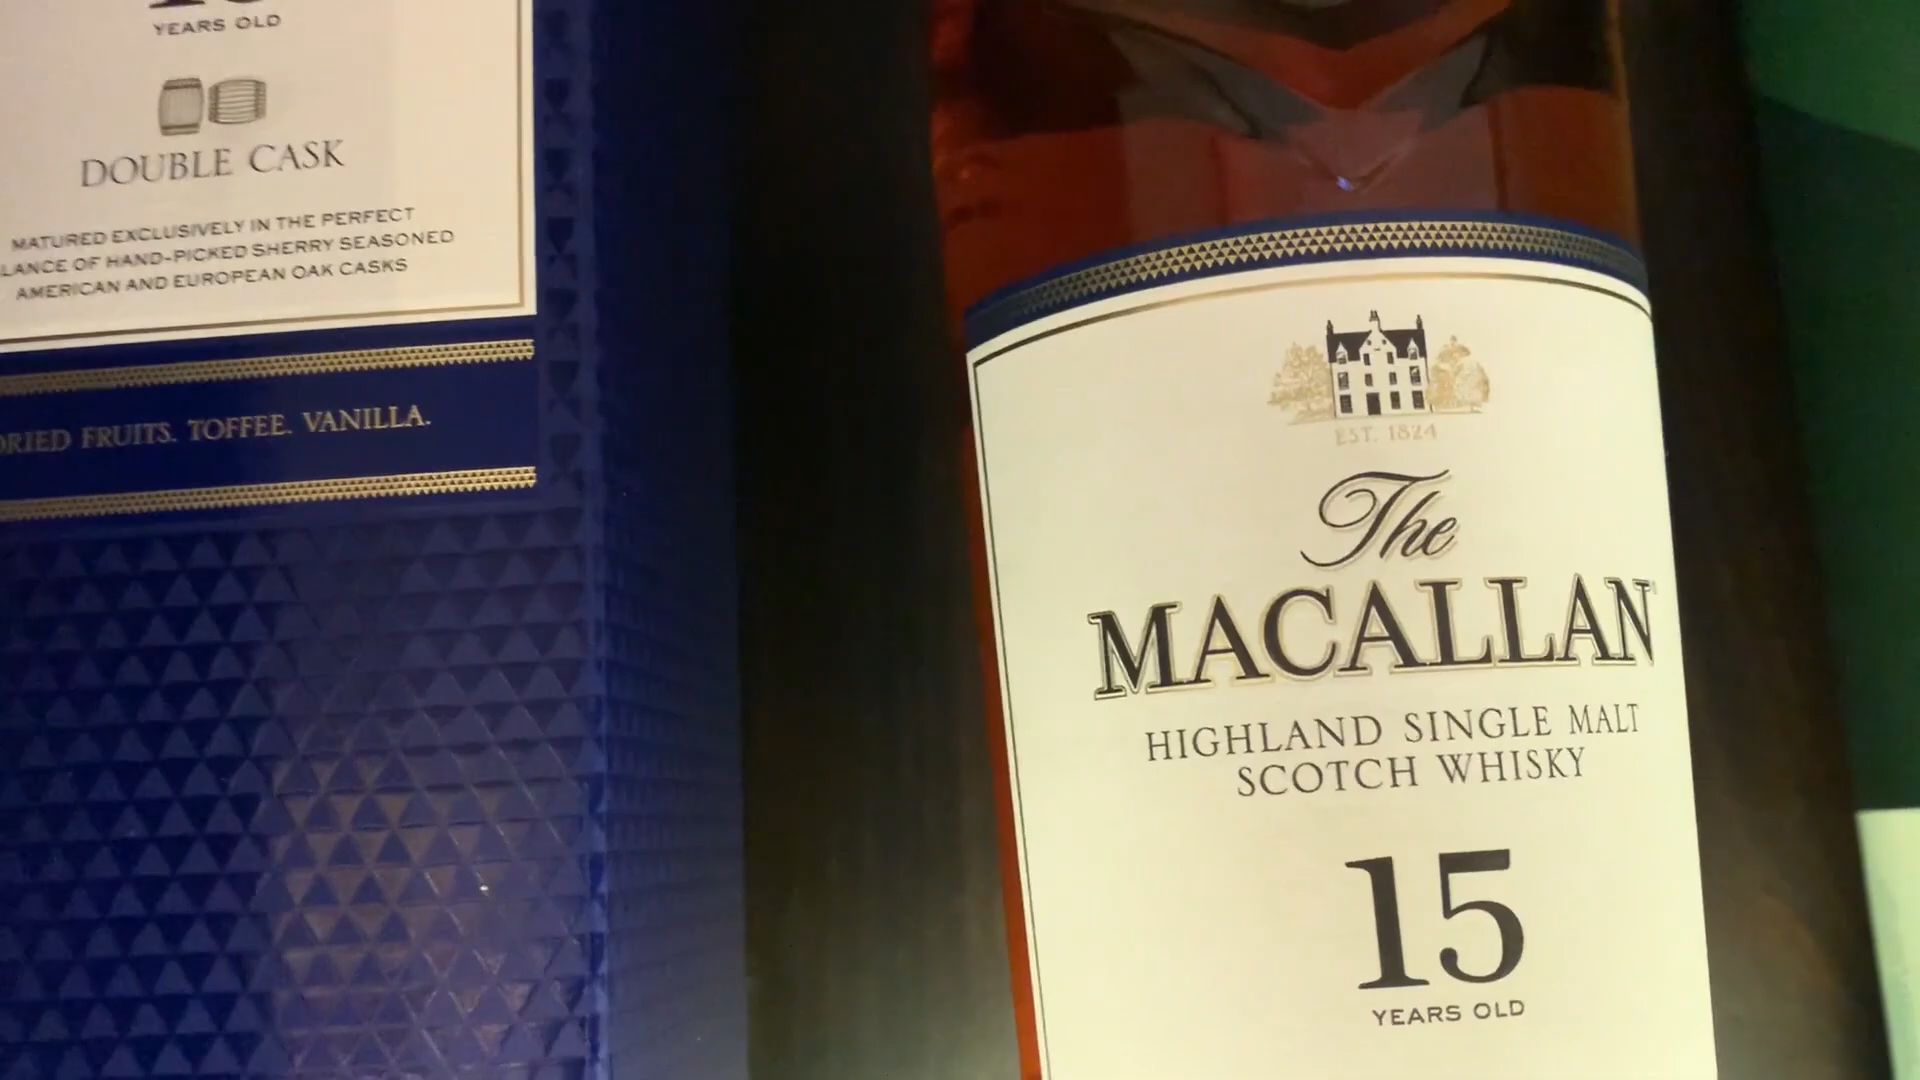 YEARS OLD
DOUBLE CASK
MATURED EXCLUSIVELY IN THE PERFECT
LANCE OF HAND-PICKED SHERRY SEASONED
AMERICAN AND EUROPEAN OAK CASKS
DRIED FRUITS. TOFFEE. VANILLA.
EST. 1824
The
MACALLAN
HIGHLAND SINGLE MALT
SCOTCH WHISKY
15
YEARS OLD